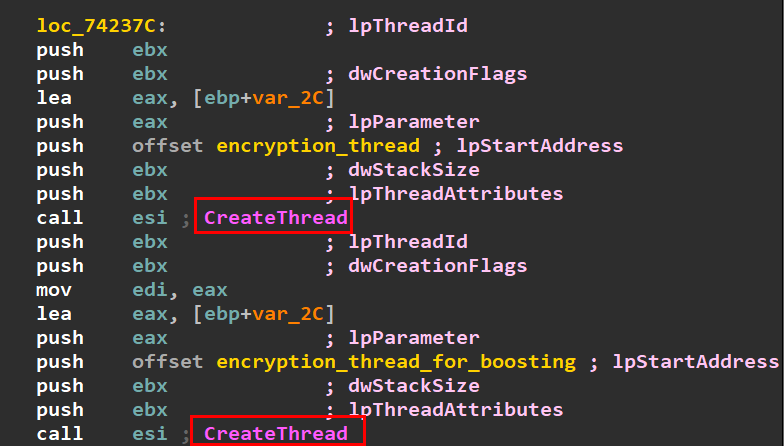 loc_74237C: ; lpThreadId
push ebx
push ebx ; dwCreationFlags
lea eax, [ebp+var_2C]
push eax ; lpParameter
push offset encryption_thread ; lpStartAddress
push ebx ; dwStackSize
push ebx ; lpThreadAttributes
call esi ; CreateThread
push ebx ; lpThreadId
push ebx ; dwCreationFlags
mov edi, eax
lea eax, [ebp+var_2C]
push eax ; lpParameter
push offset encryption_thread_for_boosting ; lpStartAddress
push ebx ; dwStackSize
push ebx ; lpThreadAttributes
call esi ; CreateThread